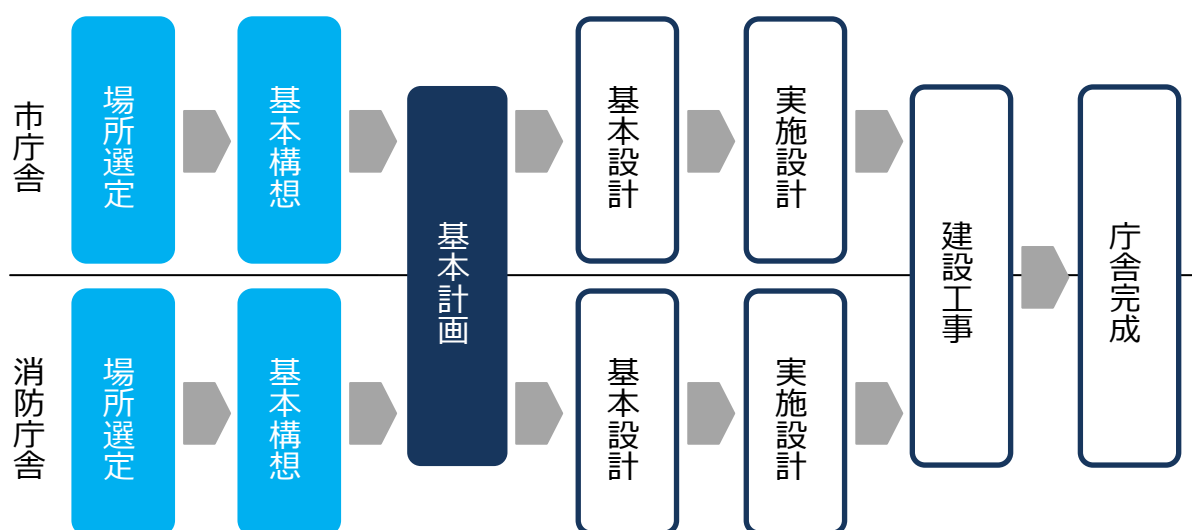 市庁舎
場所選定
基本構想
基本計画
基本設計
実施設計
建設工事
庁舎完成
消防庁舎
場所選定
基本構想
基本設計
実施設計